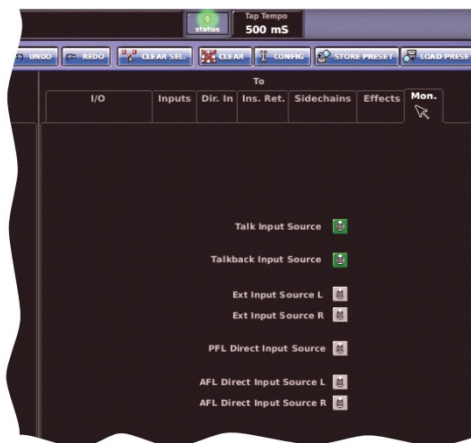 Tap Tempo
status
500 mS
UNDO
REDO
CLEAR SEL
CLEAR
CONFIG
STORE PRESET
LOAD PRESE
To
I/O
Inputs
Dir. In
Ins. Ret.
Sidechains
Effects
Mon.
Talk Input Source
Talkback Input Source
Ext Input Source L
Ext Input Source R
PFL Direct Input Source
AFL Direct Input Source L
AFL Direct Input Source R